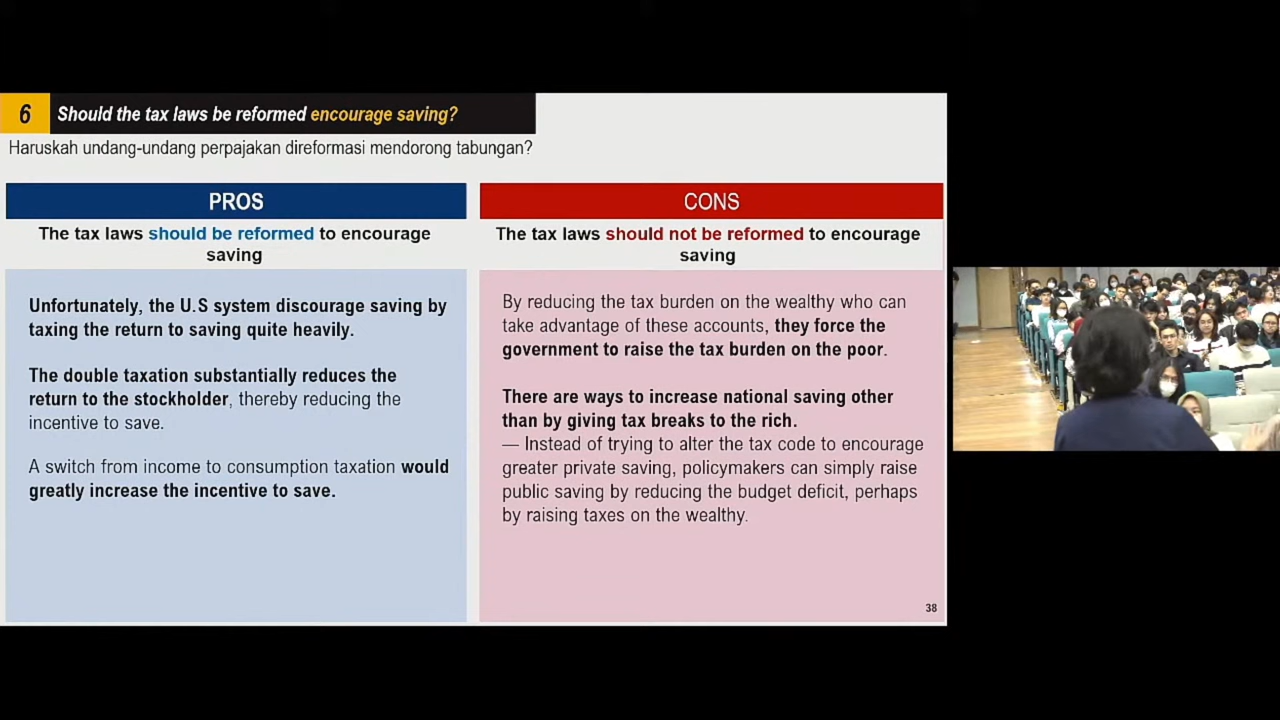 6
Should the tax laws be reformed encourage saving?
Haruskah undang-undang perpajakan direformasi mendorong tabungan?
PROS
The tax laws should be reformed to encourage
saving
Unfortunately, the U.S system discourage saving by
taxing the return to saving quite heavily.
The double taxation substantially reduces the
return to the stockholder, thereby reducing the
incentive to save.
A switch from income to consumption taxation would
greatly increase the incentive to save.
CONS
The tax laws should not be reformed to encourage
saving
By reducing the tax burden on the wealthy who can
take advantage of these accounts, they force the
government to raise the tax burden on the poor.
There are ways to increase national saving other
than by giving tax breaks to the rich.
— Instead of trying to alter the tax code to encourage
greater private saving, policymakers can simply raise
public saving by reducing the budget deficit, perhaps
by raising taxes on the wealthy.
38